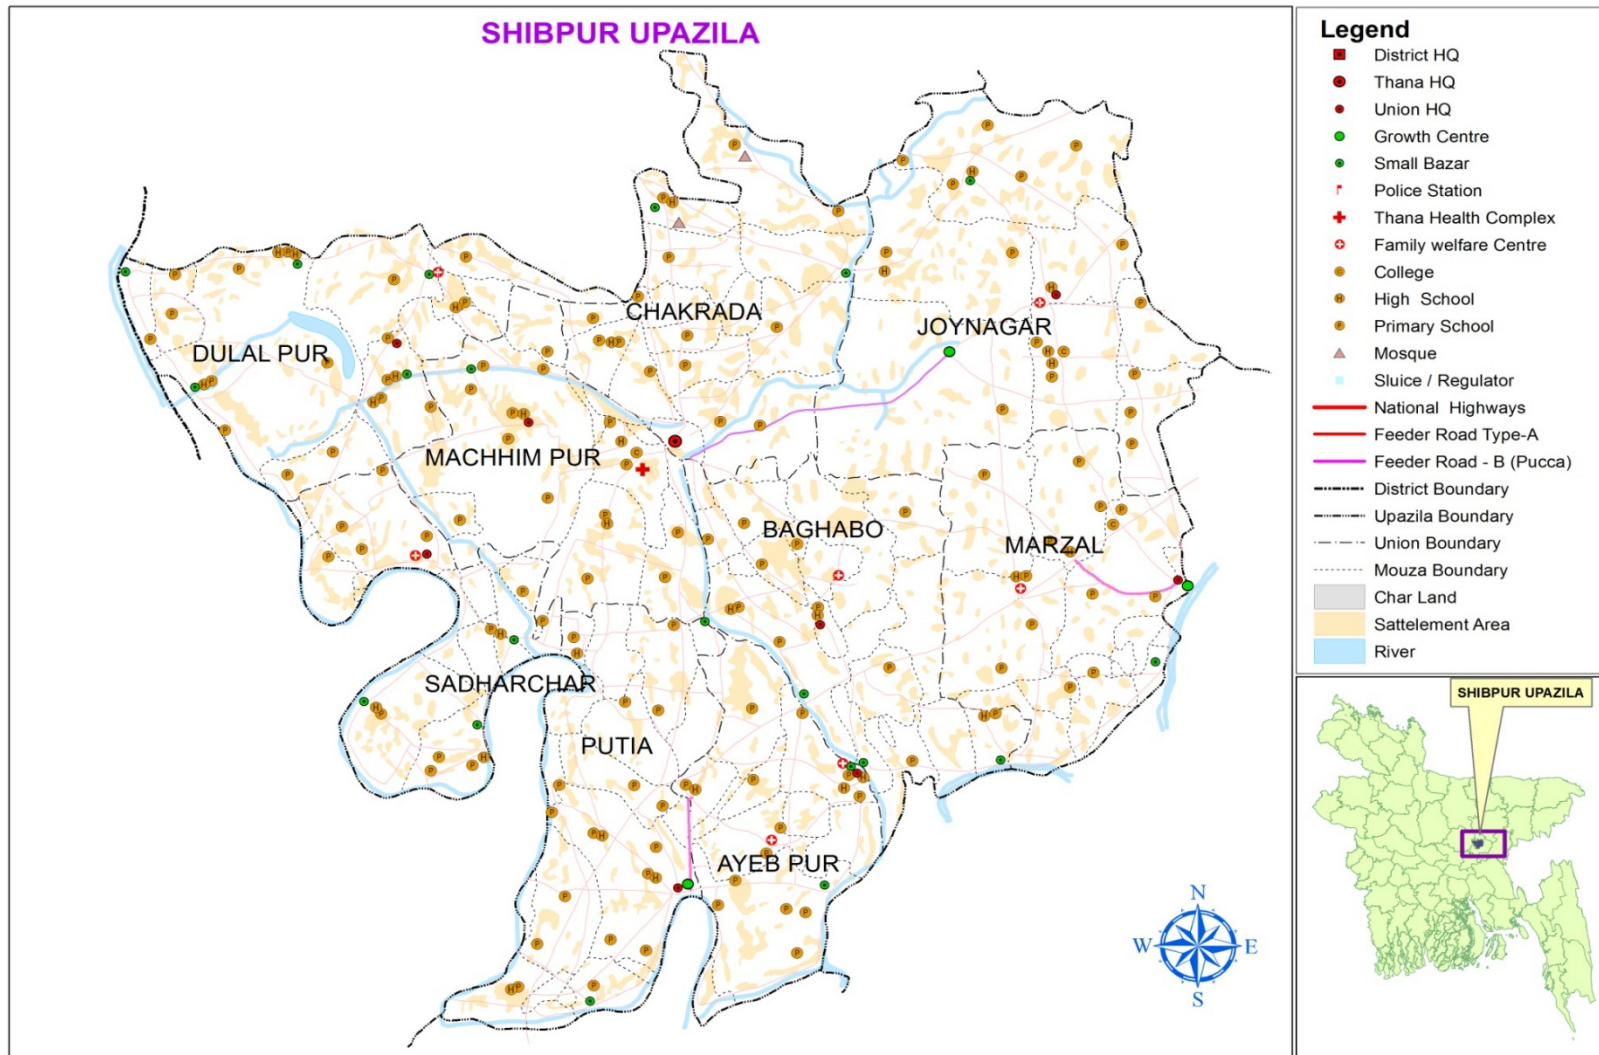 SHIBPUR UPAZILA
CHAKRADA
JOYNAGAR
DULAL PUR
MACHHIM PUR
BAGHABO
MARZAL
SADHARCHAR
PUTIA
AYEB PUR
N
W
E
S
Legend
District HQ
Thana HQ
Union HQ
Growth Centre
Small Bazar
Police Station
Thana Health Complex
Family welfare Centre
C College
H High School
P Primary School
Mosque
Sluice / Regulator
National Highways
Feeder Road Type-A
Feeder Road - B (Pucca)
District Boundary
Upazila Boundary
Union Boundary
Mouza Boundary
Char Land
Sattelement Area
River
SHIBPUR UPAZILA